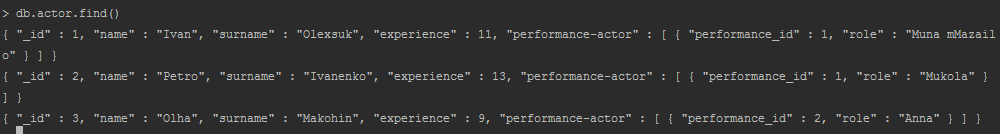 > db.actor.find()
{ "_id" : 1, "name" : "Ivan", "surname" : "Olexsuk", "experience" : 11, "performance-actor" : [ { "performance_id" : 1, "role" : "Muna mMazail
o" } ] }
{ "_id" : 2, "name" : "Petro", "surname" : "Ivanenko", "experience" : 13, "performance-actor" : [ { "performance_id" : 1, "role" : "Mukola" }
] }
{ "_id" : 3, "name" : "Olha", "surname" : "Makohin", "experience" : 9, "performance-actor" : [ { "performance_id" : 2, "role" : "Anna" } ] }